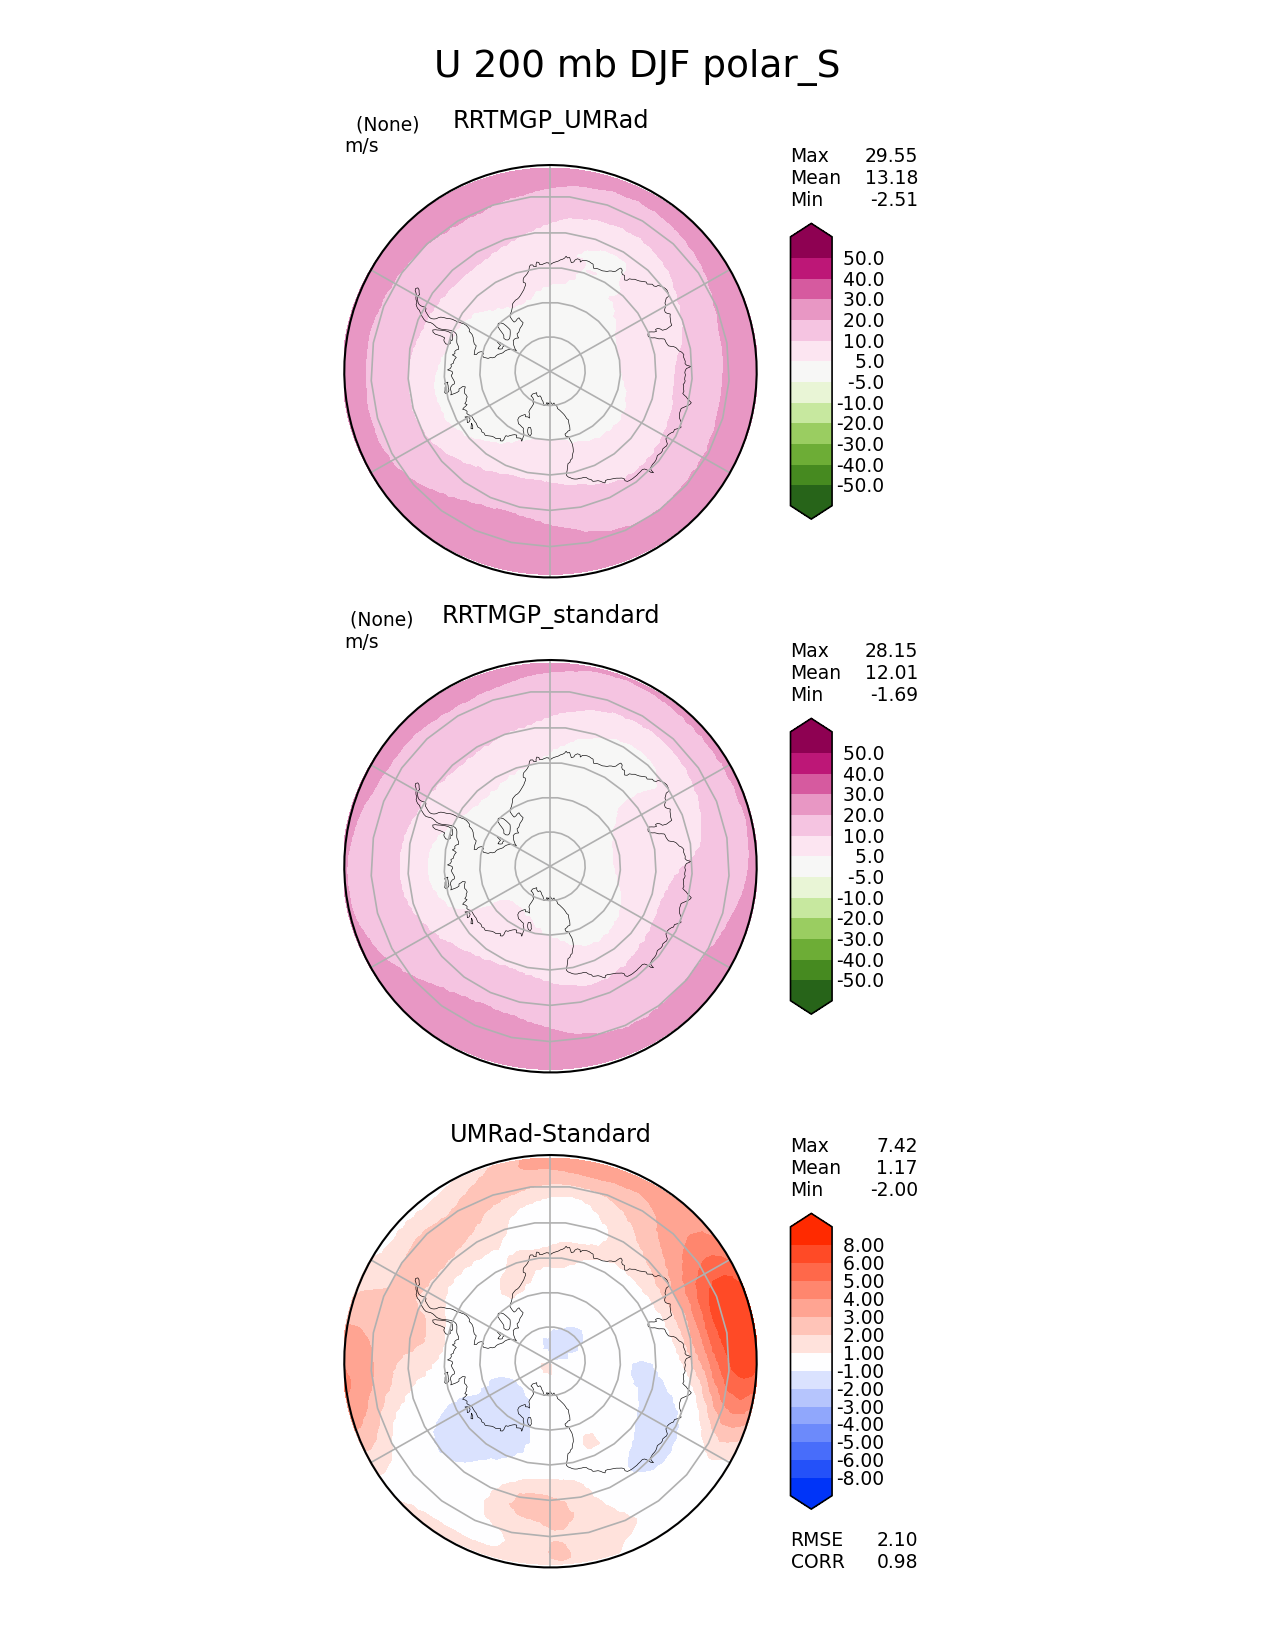 U 200 mb DJF polar_S
(None) RRTMGP_UMRad
m/s
Max 29.55
Mean 13.18
Min -2.51
50.0
40.0
30.0
20.0
10.0
5.0
-5.0
-10.0
-20.0
-30.0
-40.0
-50.0
(None) RRTMGP_standard
m/s
Max 28.15
Mean 12.01
Min -1.69
50.0
40.0
30.0
20.0
10.0
5.0
-5.0
-10.0
-20.0
-30.0
-40.0
-50.0
UMRad-Standard
Max 7.42
Mean 1.17
Min -2.00
8.00
6.00
5.00
4.00
3.00
2.00
1.00
-1.00
-2.00
-3.00
-4.00
-5.00
-6.00
-8.00
RMSE 2.10
CORR 0.98